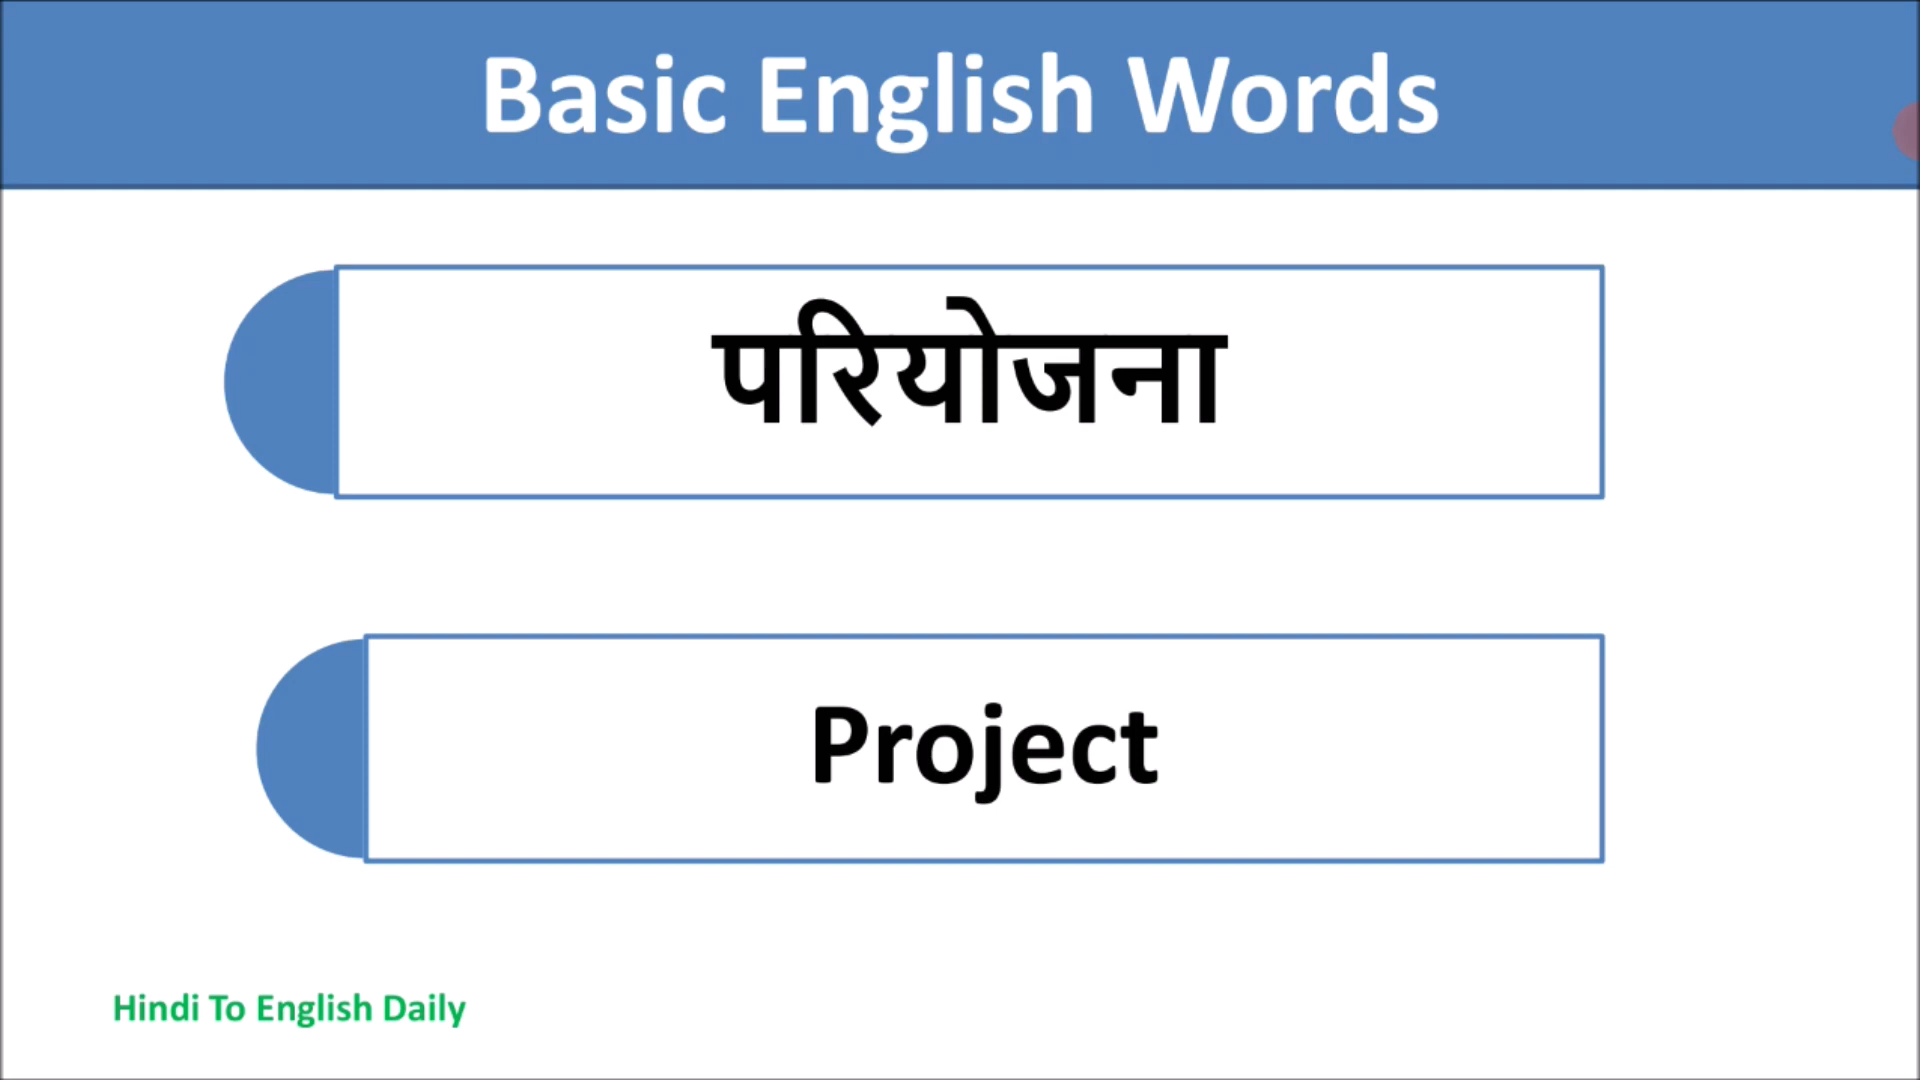 Basic English Words
परियोजना
Project
Hindi To English Daily